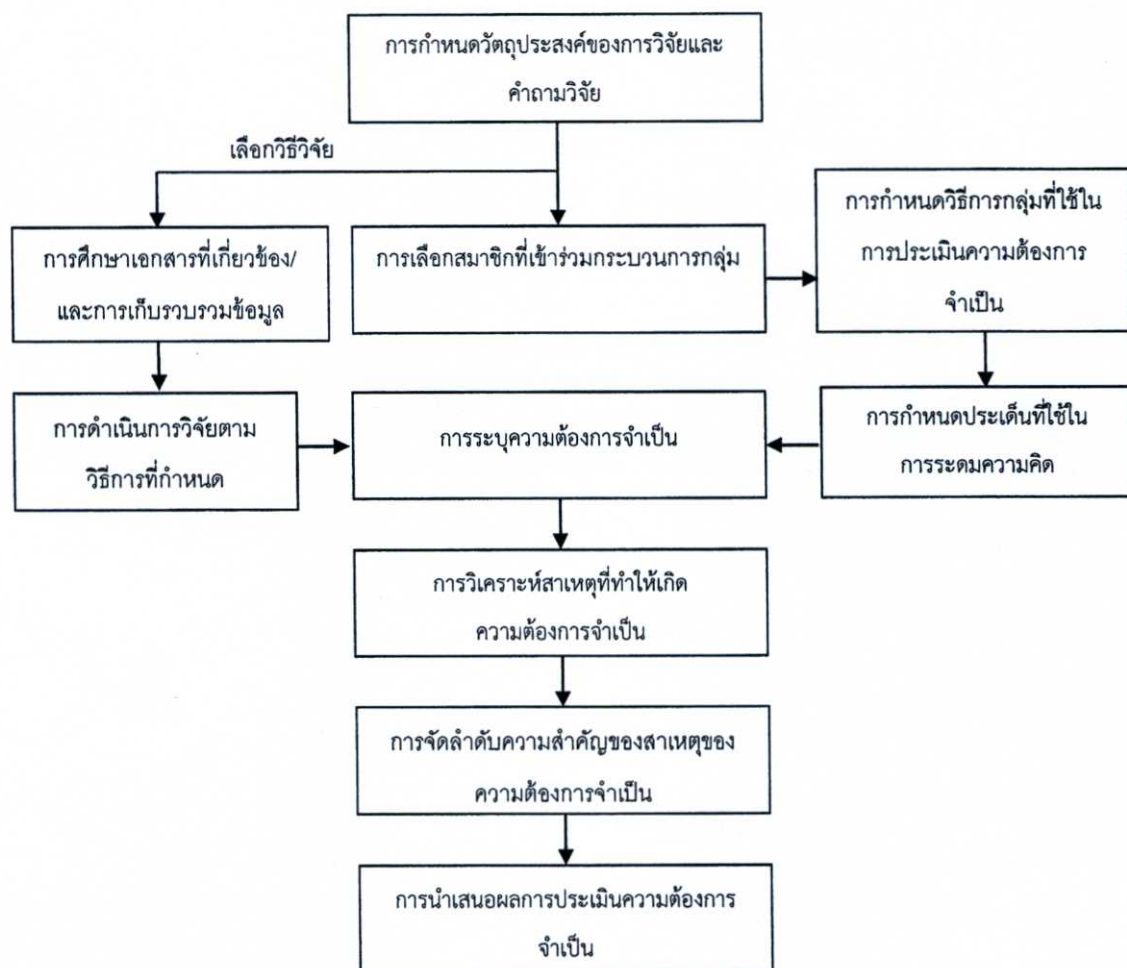 การกำหนดวัตถุประสงค์ของการวิจัยและ
คำถามวิจัย
เลือกวิธีวิจัย
การศึกษาเอกสารที่เกี่ยวข้อง/
และการเก็บรวบรวมข้อมูล
การเลือกสมาชิกที่เข้าร่วมกระบวนการกลุ่ม
การกำหนดวิธีการกลุ่มที่ใช้ใน
การประเมินความต้องการ
จำเป็น
การดำเนินการวิจัยตาม
วิธีการที่กำหนด
การระบุความต้องการจำเป็น
การกำหนดประเด็นที่ใช้ใน
การระดมความคิด
การวิเคราะห์สาเหตุที่ทำให้เกิด
ความต้องการจำเป็น
การจัดลำดับความสำคัญของสาเหตุของ
ความต้องการจำเป็น
การนำเสนอผลการประเมินความต้องการ
จำเป็น